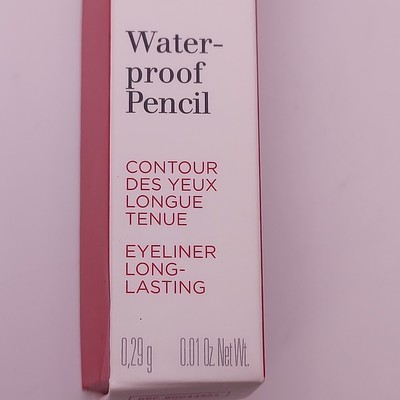 Water-
proof
Pencil
CONTOUR
DES YEUX
LONGUE
TENUE
EYELINER
LONG-
LASTING
0,29 g 0.01 Oz. Net Wt.